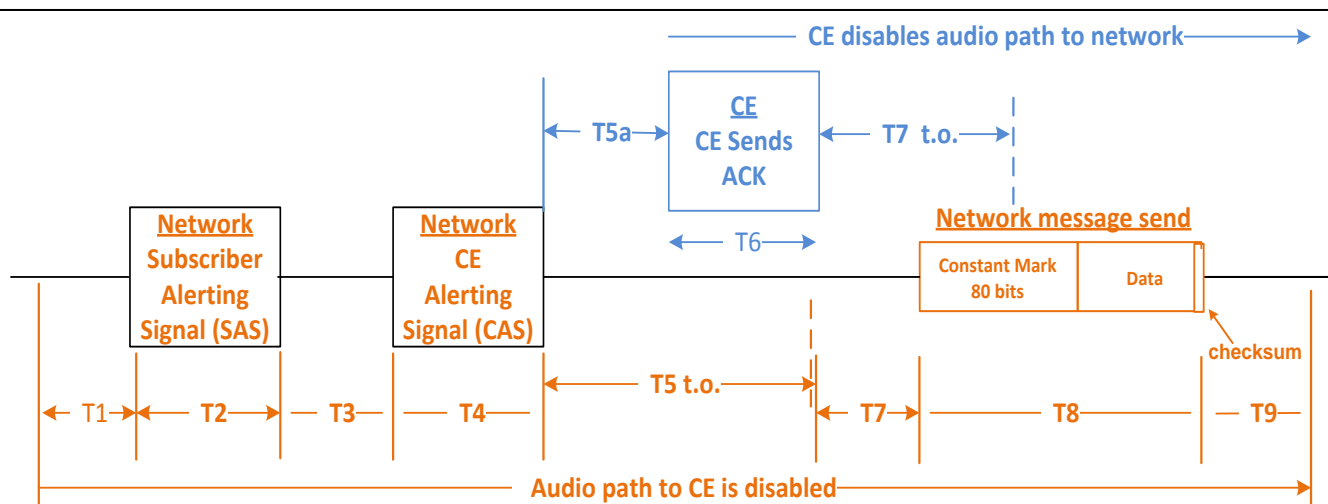 CE disables audio path to network
CE
CE Sends
ACK
T5a
T7 t.o.
T6
Network
Subscriber
Alerting
Signal (SAS)
Network
CE
Alerting
Signal (CAS)
Network message send
Constant Mark
80 bits
Data
checksum
T5 t.o.
T1
T2
T3
T4
T7
T8
T9
Audio path to CE is disabled